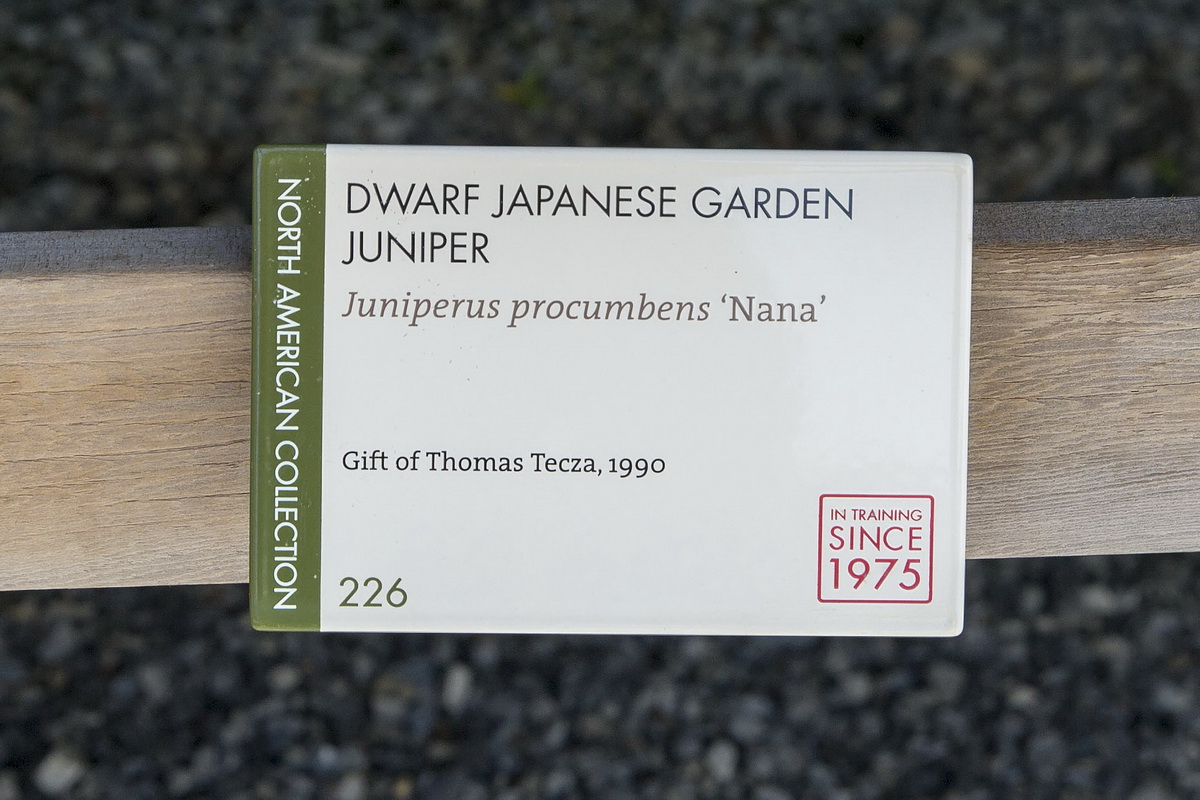 NORTH AMERICAN COLLECTION
DWARF JAPANESE GARDEN
JUNIPER
Juniperus procumbens ‘Nana’
Gift of Thomas Tecza, 1990
226
IN TRAINING
SINCE
1975